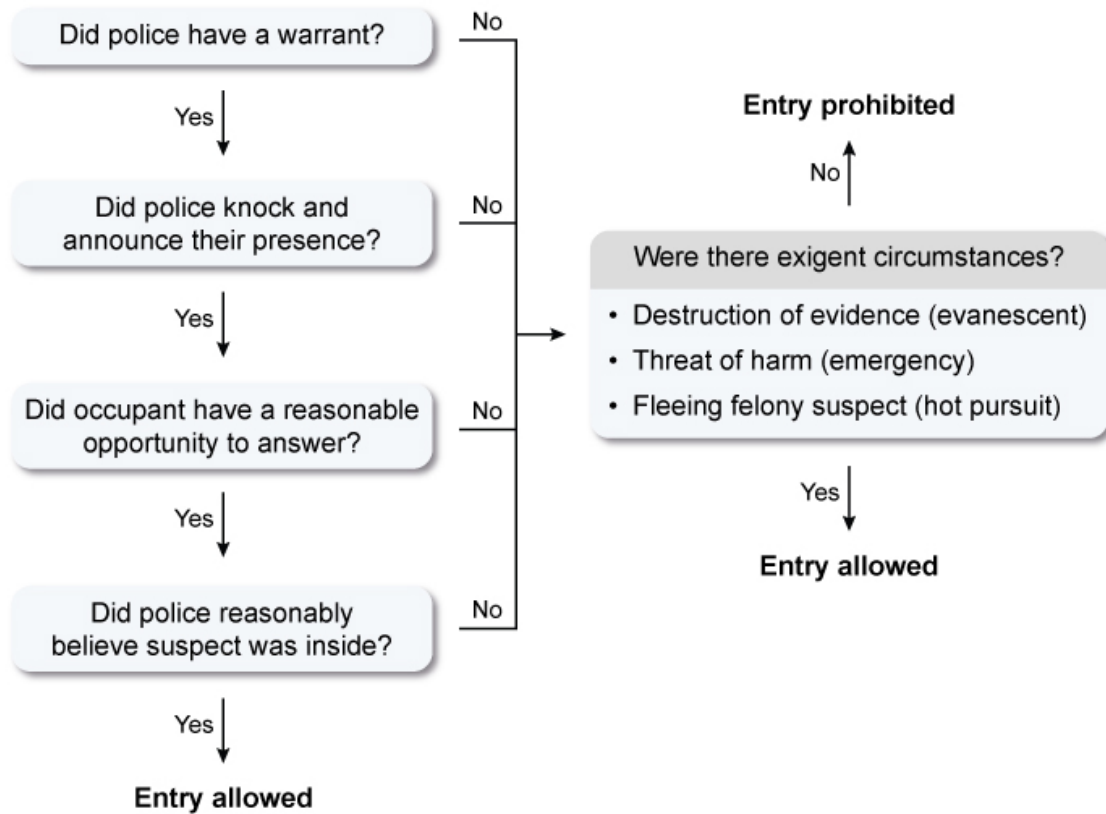 Did police have a warrant?
No
Yes
Did police knock and
announce their presence?
No
Yes
Did occupant have a reasonable
opportunity to answer?
No
Yes
Did police reasonably
believe suspect was inside?
No
Yes
Entry allowed
Entry prohibited
No
Were there exigent circumstances?
• Destruction of evidence (evanescent)
• Threat of harm (emergency)
• Fleeing felony suspect (hot pursuit)
Yes
Entry allowed